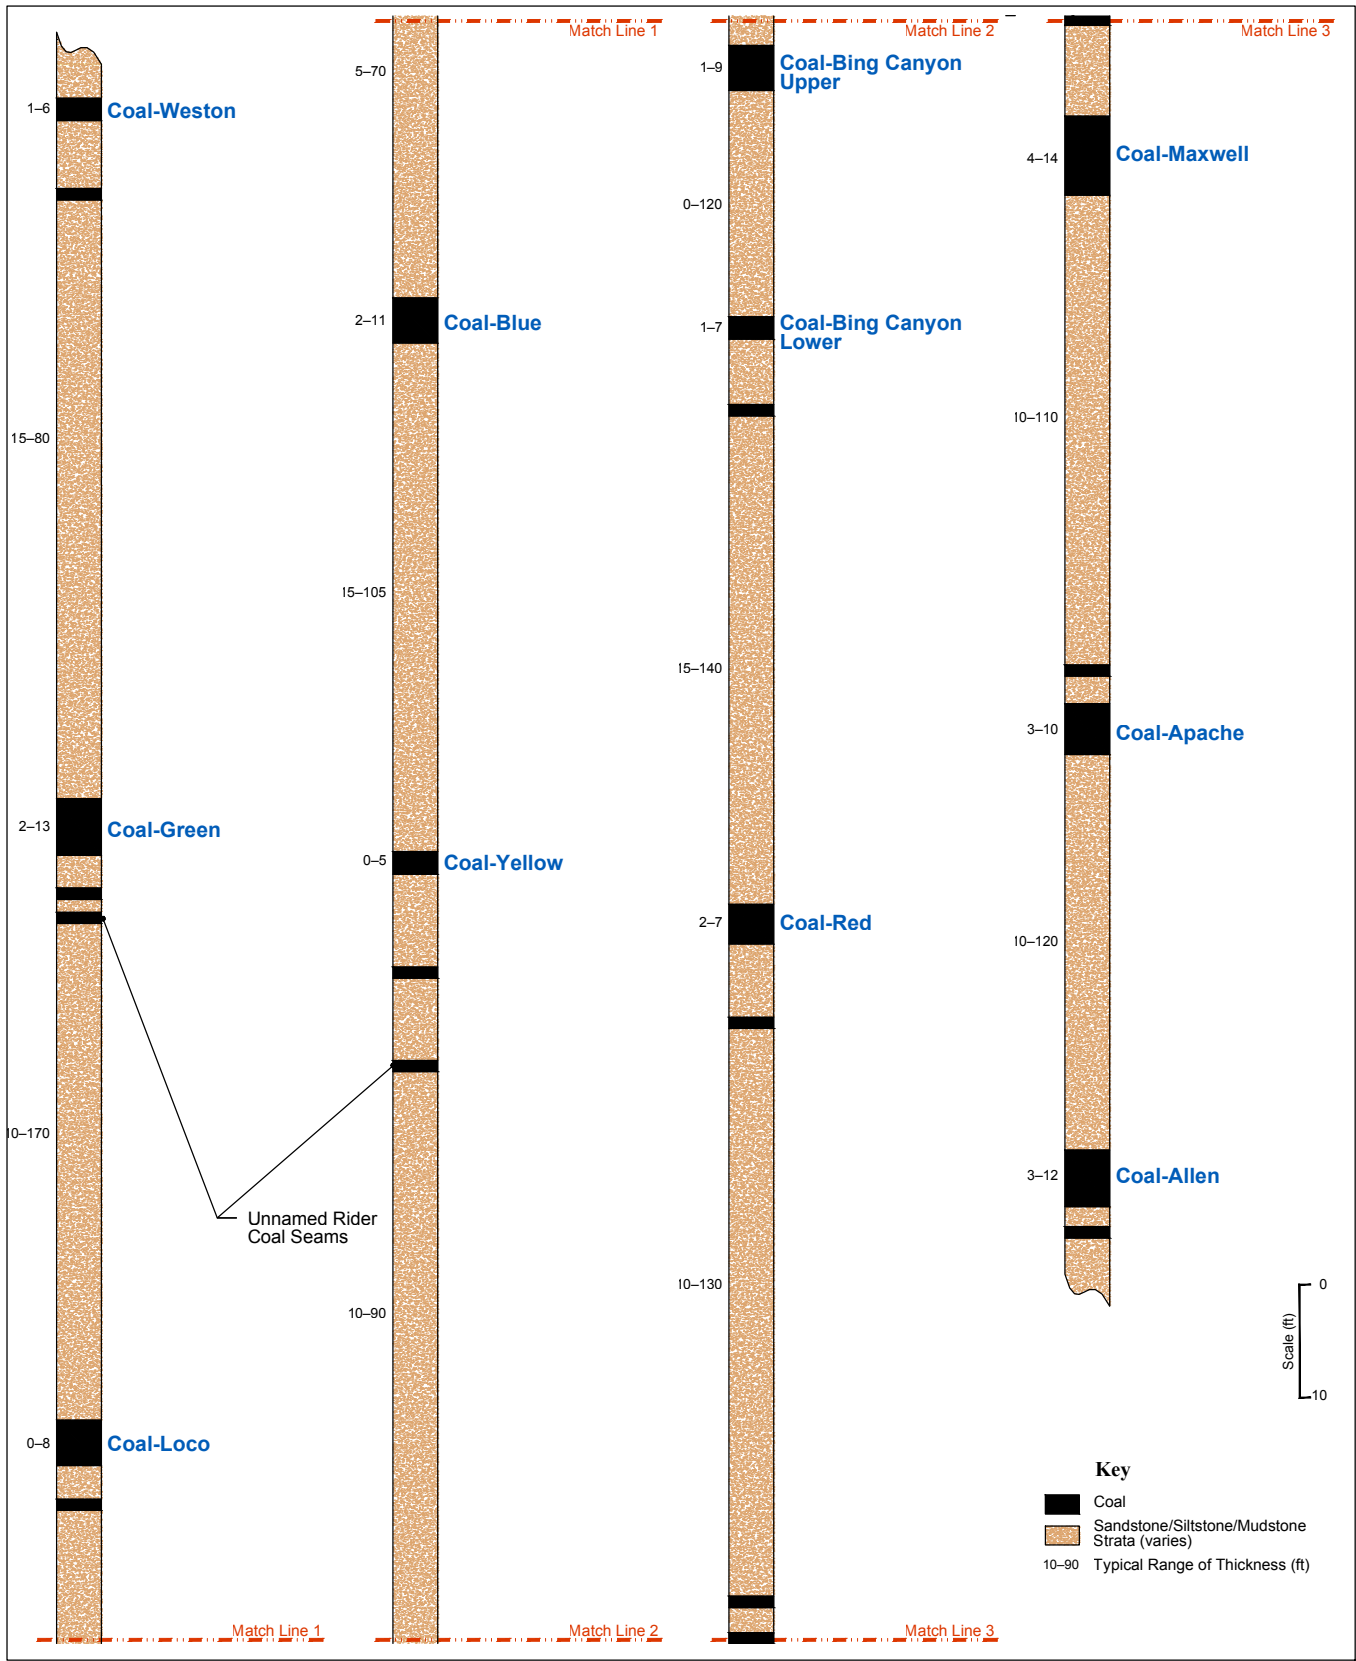 1–6
Coal-Weston
15–80
2–13
Coal-Green
10–170
Unnamed Rider
Coal Seams
0–8
Coal-Loco
Match Line 1
Match Line 1
5–70
2–11
Coal-Blue
15–105
0–5
Coal-Yellow
10–90
Match Line 2
Match Line 2
1–9
Coal-Bing Canyon
Upper
0–120
1–7
Coal-Bing Canyon
Lower
15–140
2–7
Coal-Red
10–130
Match Line 3
Match Line 3
4–14
Coal-Maxwell
10–110
3–10
Coal-Apache
10–120
3–12
Coal-Allen
0
Scale (ft)
10
Key
Coal
Sandstone/Siltstone/Mudstone
Strata (varies)
10–90 Typical Range of Thickness (ft)